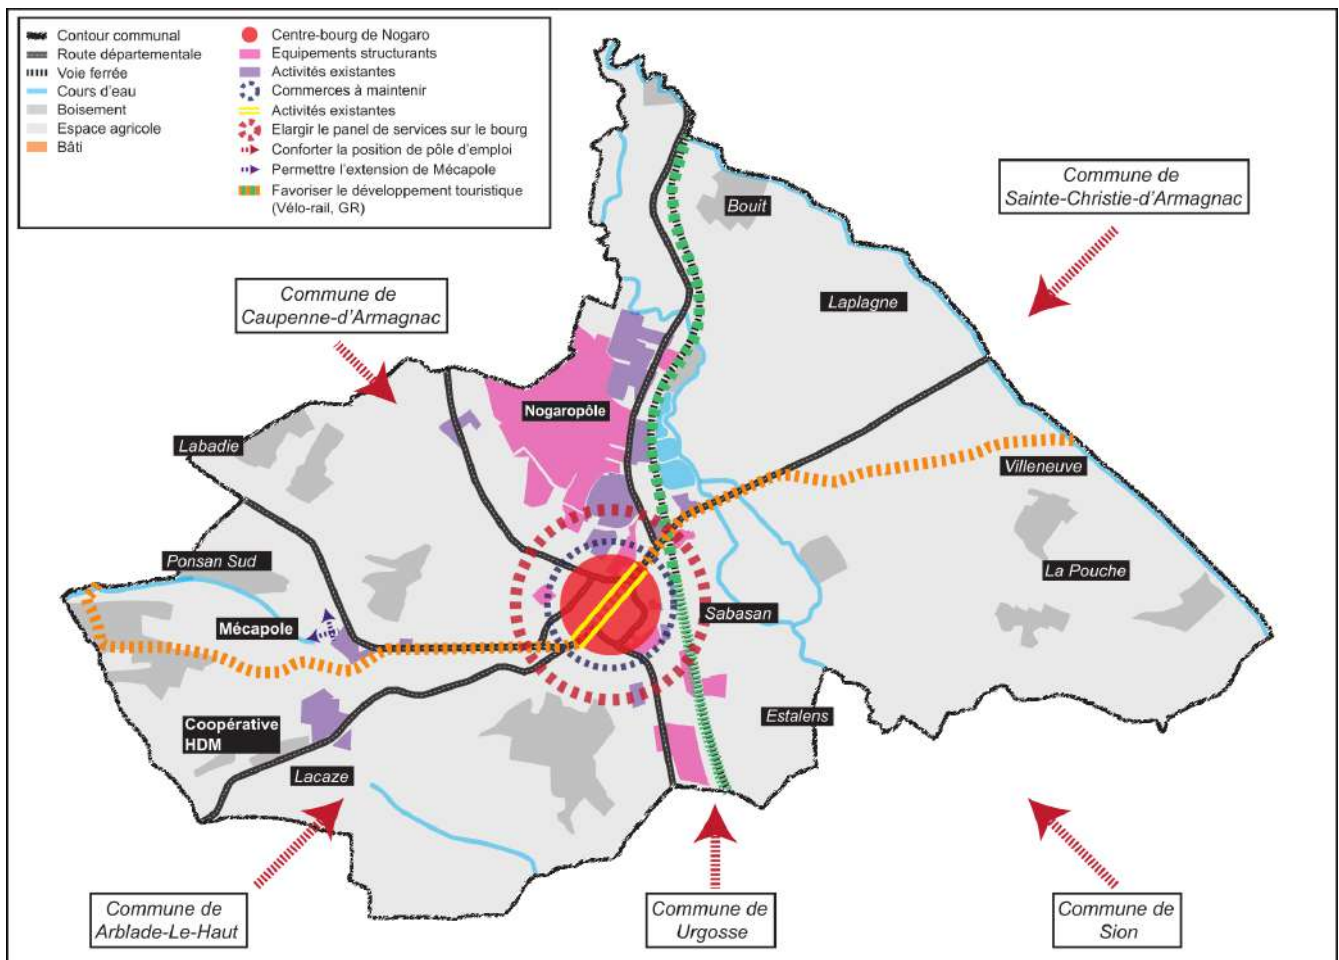 Contour communal
Route départementale
Voie ferrée
Cours d'eau
Boisement
Espace agricole
Bâti
Centre-bourg de Nogaro
Equipements structurants
Activités existantes
Commerces à maintenir
Activités existantes
Elargir le panel de services sur le bourg
Conforter la position de pôle d'emploi
Permettre l'extension de Mécapole
Favoriser le développement touristique
(Vélo-rail, GR)
Commune de
Sainte-Christie-d'Armagnac
Bouit
Commune de
Caupenne-d'Armagnac
Laplagne
Nogaropôle
Labadie
Villeneuve
Ponsan Sud
La Pouche
Sabasan
Mécapole
Estalens
Coopérative
HDM
Lacaze
Commune de
Arblade-Le-Haut
Commune de
Urgosse
Commune de
Sion